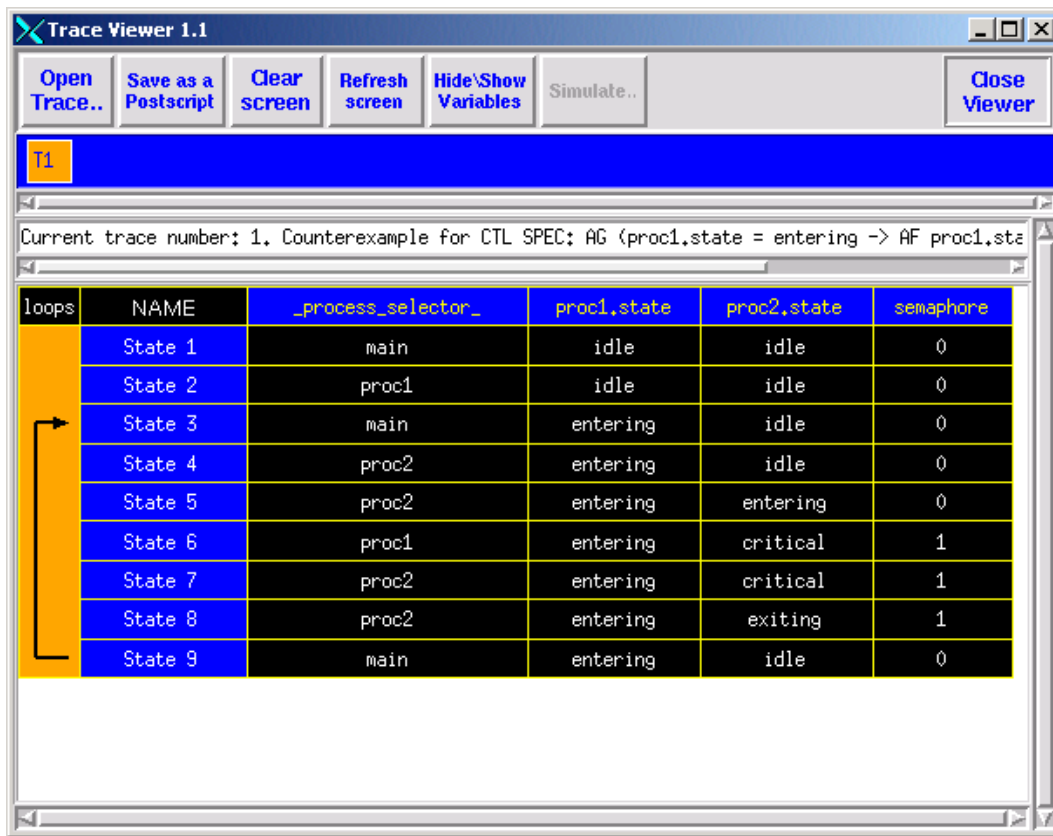 Trace Viewer 1.1
Open Trace.. Save as a Postscript Clear screen Refresh screen Hide\Show Variables Simulate.. Close Viewer
T1
Current trace number: 1. Counterexample for CTL SPEC: AG (proc1.state = entering -> AF proc1.sta
loops NAME _process_selector_ proc1.state proc2.state semaphore
State 1 main idle idle 0
State 2 proc1 idle idle 0
State 3 main entering idle 0
State 4 proc2 entering idle 0
State 5 proc2 entering entering 0
State 6 proc1 entering critical 1
State 7 proc2 entering critical 1
State 8 proc2 entering exiting 1
State 9 main entering idle 0